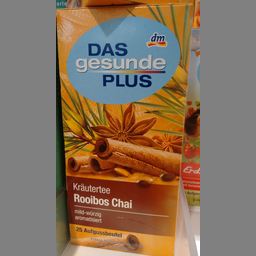 dm
DAS
gesunde
PLUS
Kräutertee
Rooibos Chai
mild-würzig
aromatisiert
25 Aufgussbeutel